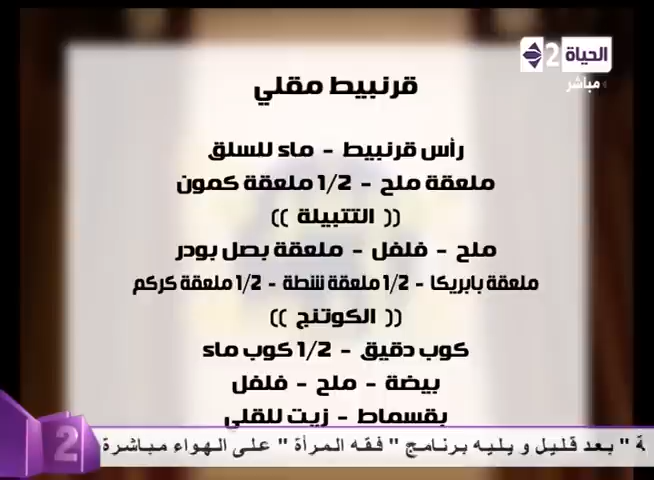 الحياة 2
مباشر
قرنبيط مقلي
رأس قرنبيط - ماء للسلق
ملعقة ملح - 1/2 ملعقة كمون
(( التتبيلة ))
ملح - فلفل - ملعقة بصل بودر
ملعقة بابريكا - 1/2 ملعقة شطة - 1/2 ملعقة كركم
(( الكوتنج ))
كوب دقيق - 1/2 كوب ماء
بيضة - ملح - فلفل
بقسماط - زيت للقلي
ة " بعد قليل و يليه برنامج " فقه المرأة " على الهواء مباشرة
2